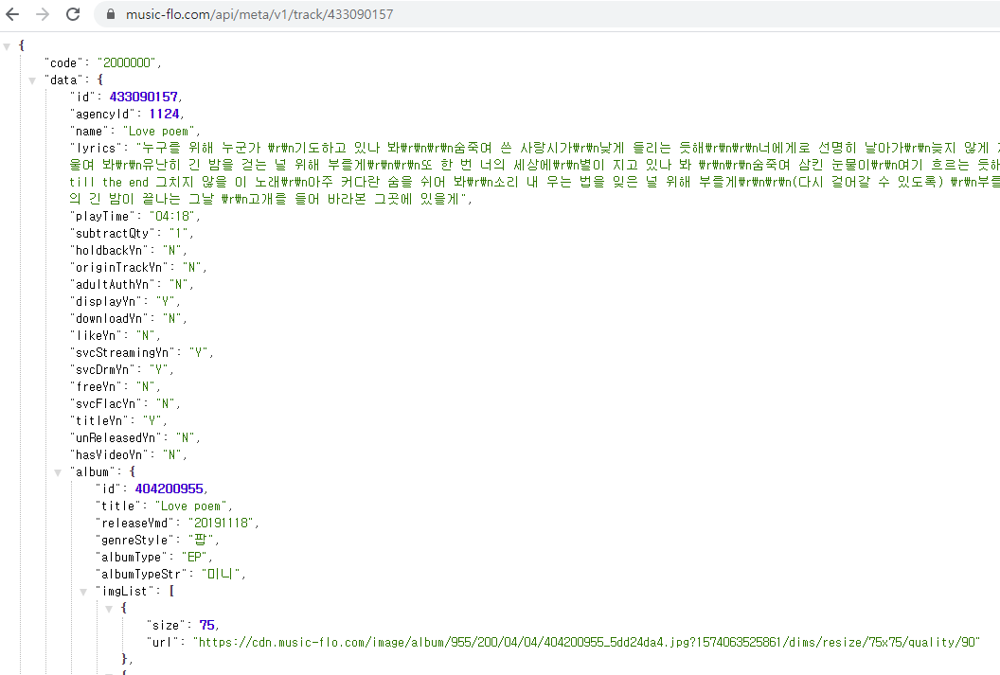 music-flo.com/api/meta/v1/track/433090157
{
"code": "2000000",
"data": {
"id": 433090157,
"agencyId": 1124,
"name": "Love poem",
"lyrics": "누구를 위해 누군가 ₩r₩n기도하고 있나 봐₩r₩n₩r₩n숨죽여 쓴 사랑시가₩r₩n낮게 들리는 듯해₩r₩n₩r₩n너에게로 선명히 날아가₩r₩n늦지 않게
울여 봐₩r₩n유난히 긴 밤을 걷는 널 위해 부를게₩r₩n₩r₩n또 한 번 너의 세상에₩r₩n별이 지고 있나 봐 ₩r₩n₩r₩n숨죽여 삼킨 눈물이₩r₩n여기 흐르는 듯해
till the end 그치지 않을 이 노래₩r₩n아주 커다란 숨을 쉬어 봐₩r₩n소리 내 우는 법을 잊은 널 위해 부를게₩r₩n₩r₩n(다시 걸어갈 수 있도록) ₩r₩n부를
의 긴 밤이 끝나는 그날 ₩r₩n고개를 들어 바라본 그곳에 있을게",
"playTime": "04:18",
"subtractQty": "1",
"holdbackYn": "N",
"originTrackYn": "N",
"adultAuthYn": "N",
"displayYn": "Y",
"downloadYn": "N",
"likeYn": "N",
"svcStreamingYn": "Y",
"svcDrmYn": "Y",
"freeYn": "N",
"svcFlacYn": "N",
"titleYn": "Y",
"unReleasedYn": "N",
"hasVideoYn": "N",
"album": {
"id": 404200955,
"title": "Love poem",
"releaseYmd": "20191118",
"genreStyle": "팝",
"albumType": "EP",
"albumTypeStr": "미니",
"imgList": [
{
"size": 75,
"url": "https://cdn.music-flo.com/image/album/955/200/04/04/404200955_5dd24da4.jpg?1574063525861/dims/resize/75x75/quality/90"
},